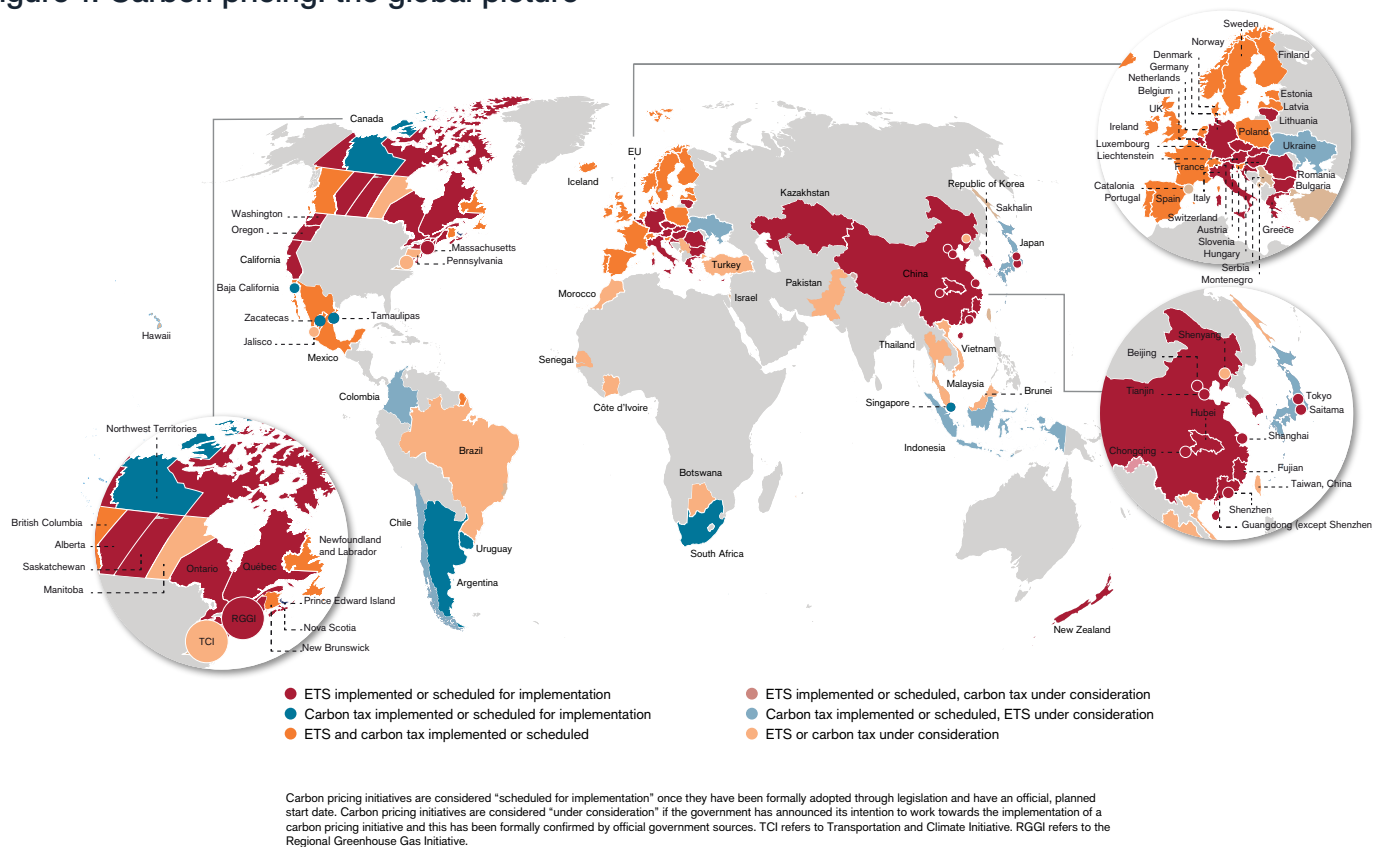 Figure 1: Carbon pricing: the global picture
Sweden
Norway
Denmark
Germany
Netherlands
Belgium
UK
Ireland
Luxembourg
Liechtenstein
France
Catalonia
Portugal
Spain
Italy
Switzerland
Austria
Slovenia
Hungary
Serbia
Montenegro
Greece
Bulgaria
Romania
Ukraine
Poland
Lithuania
Latvia
Estonia
Finland
Canada
Washington
Oregon
California
Baja California
Zacatecas
Jalisco
Mexico
Tamaulipas
Massachusetts
Pennsylvania
Hawaii
Colombia
Brazil
Chile
Uruguay
Argentina
Iceland
EU
Morocco
Senegal
Côte d'Ivoire
Botswana
South Africa
Turkey
Israel
Kazakhstan
Pakistan
China
Republic of Korea
Sakhalin
Japan
Thailand
Vietnam
Malaysia
Brunei
Singapore
Indonesia
New Zealand
Northwest Territories
British Columbia
Alberta
Saskatchewan
Manitoba
Ontario
Québec
Newfoundland
and Labrador
Prince Edward Island
Nova Scotia
New Brunswick
RGGI
TCI
Shenyang
Beijing
Tianjin
Hubei
Chongqing
Tokyo
Saitama
Shanghai
Fujian
Taiwan, China
Shenzhen
Guangdong (except Shenzhen
ETS implemented or scheduled for implementation
Carbon tax implemented or scheduled for implementation
ETS and carbon tax implemented or scheduled
ETS implemented or scheduled, carbon tax under consideration
Carbon tax implemented or scheduled, ETS under consideration
ETS or carbon tax under consideration
Carbon pricing initiatives are considered “scheduled for implementation” once they have been formally adopted through legislation and have an official, planned
start date. Carbon pricing initiatives are considered “under consideration” if the government has announced its intention to work towards the implementation of a
carbon pricing initiative and this has been formally confirmed by official government sources. TCI refers to Transportation and Climate Initiative. RGGI refers to the
Regional Greenhouse Gas Initiative.